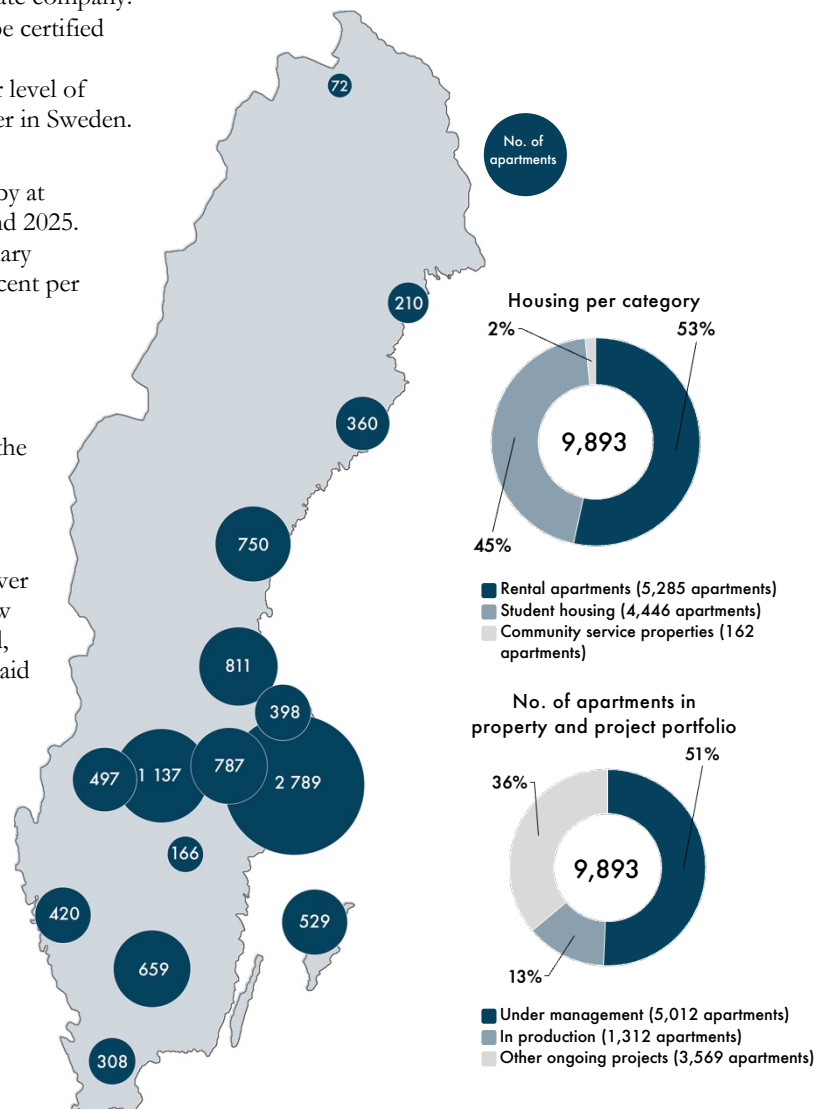 ate company.
be certified
r level of
er in Sweden.
by at
nd 2025.
ary
cent per
the
ver
w
l,
aid
72
No. of
apartments
210
360
750
811
398
787
2 789
1 137
497
166
420
529
659
308
Housing per category
2%
53%
9,893
45%
Rental apartments (5,285 apartments)
Student housing (4,446 apartments)
Community service properties (162
apartments)
No. of apartments in
property and project portfolio
51%
36%
9,893
13%
Under management (5,012 apartments)
In production (1,312 apartments)
Other ongoing projects (3,569 apartments)